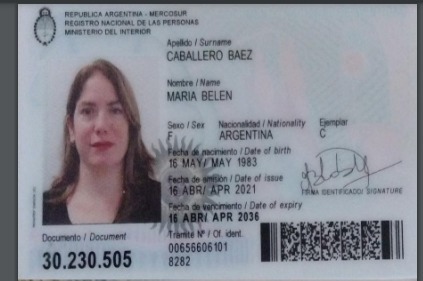 REPUBLICA ARGENTINA - MERCOSUR
REGISTRO NACIONAL DE LAS PERSONAS
MINISTERIO DEL INTERIOR
Apellido / Surname
CABALLERO BAEZ
Nombre / Name
MARIA BELEN
Sexo / Sex Nacionalidad / Nationality Ejemplar
F ARGENTINA C
Fecha de nacimiento / Date of birth
16 MAY/ MAY 1983
Fecha de emisión / Date of issue
16 ABR/ APR 2021
FIRMA IDENTIFICADO/ SIGNATURE
Fecha de vencimiento / Date of expiry
16 ABR/ APR 2036
Documento / Document
30.230.505
Trámite Nº / Of. ident.
00656606101
8282